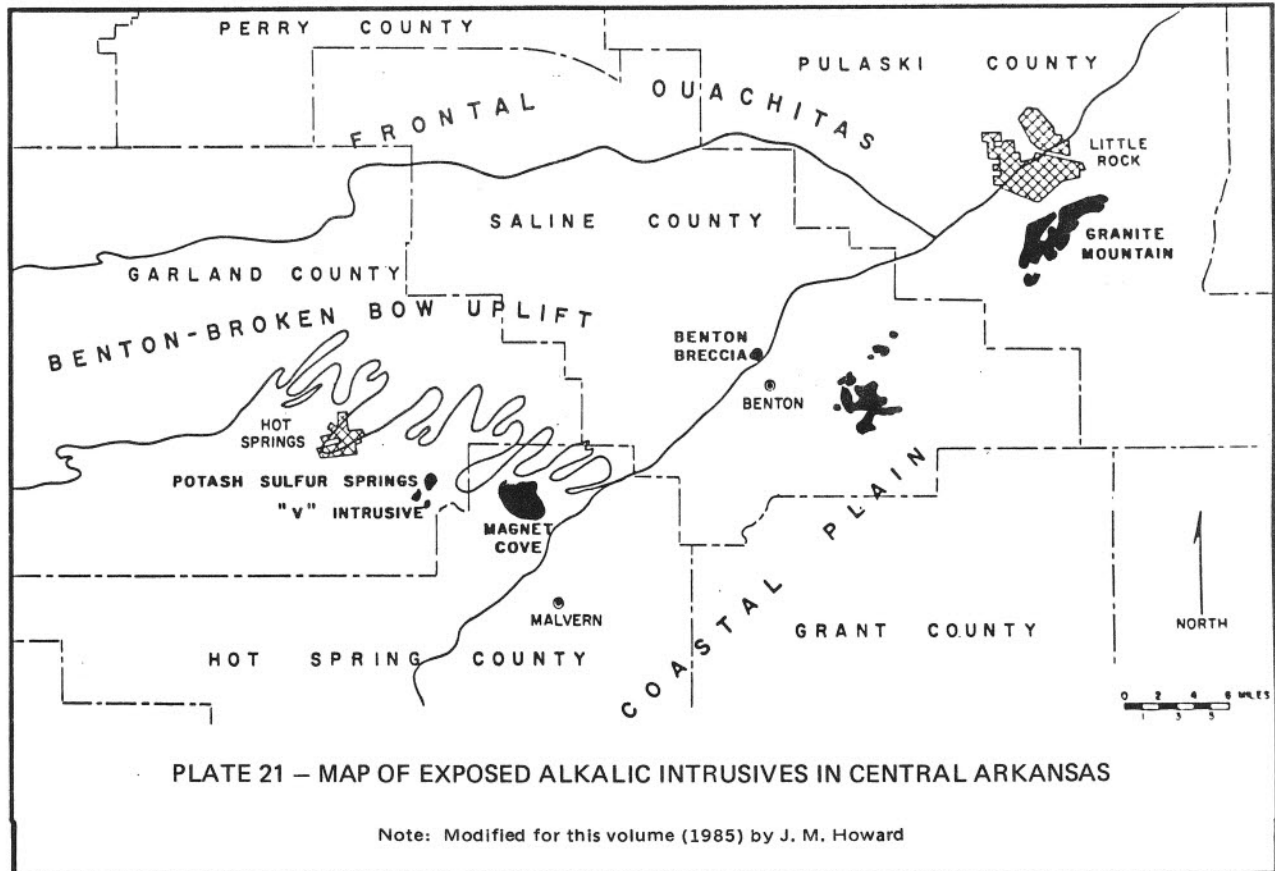 PERRY COUNTY
PULASKI COUNTY
FRONTAL OUACHITAS
LITTLE
ROCK
SALINE COUNTY
GRANITE
MOUNTAIN
GARLAND COUNTY
BENTON-BROKEN BOW UPLIFT
BENTON
BRECCIA
BENTON
HOT
SPRINGS
POTASH SULFUR SPRINGS
"V" INTRUSIVE
MAGNET
COVE
COASTAL PLAIN
MALVERN
GRANT COUNTY
NORTH
HOT SPRING COUNTY
0 2 4 6 MILES
1 3 5
PLATE 21 — MAP OF EXPOSED ALKALIC INTRUSIVES IN CENTRAL ARKANSAS
Note: Modified for this volume (1985) by J. M. Howard